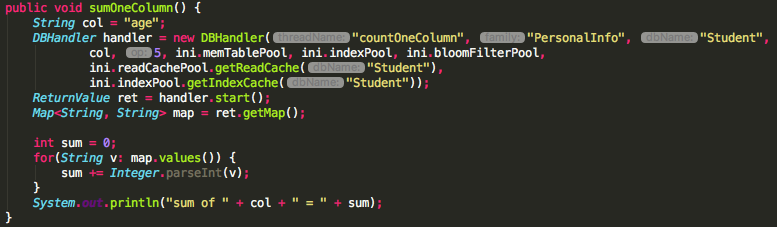 public void sumOneColumn() {
    String col = "age";
    DBHandler handler = new DBHandler( threadName: "countOneColumn", family: "PersonalInfo", dbName: "Student",
            col, op: 5, ini.memTablePool, ini.indexPool, ini.bloomFilterPool,
            ini.readCachePool.getReadCache( dbName: "Student"),
            ini.indexPool.getIndexCache( dbName: "Student"));
    ReturnValue ret = handler.start();
    Map<String, String> map = ret.getMap();
    int sum = 0;
    for(String v: map.values()) {
        sum += Integer.parseInt(v);
    }
    System.out.println("sum of " + col + " = " + sum);
}